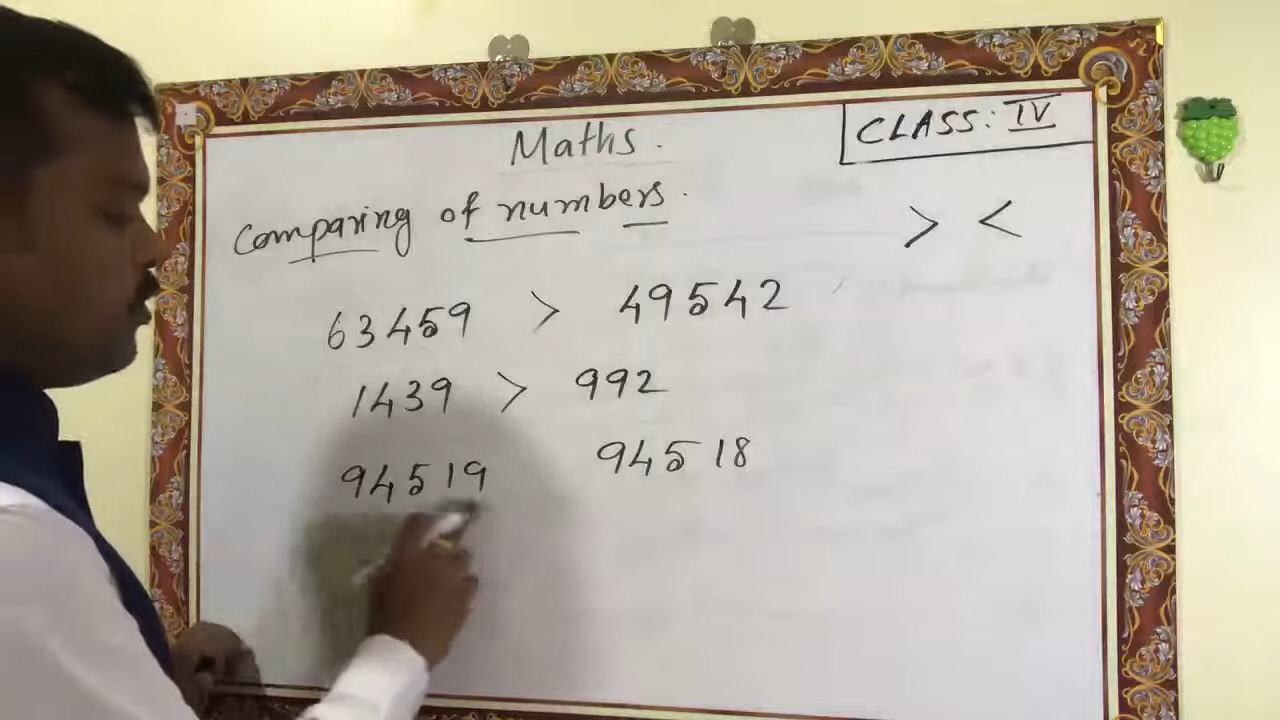 Maths.
CLASS: IV
Comparing of numbers.
> <
63459 > 49542
1439 > 992
94519 94518